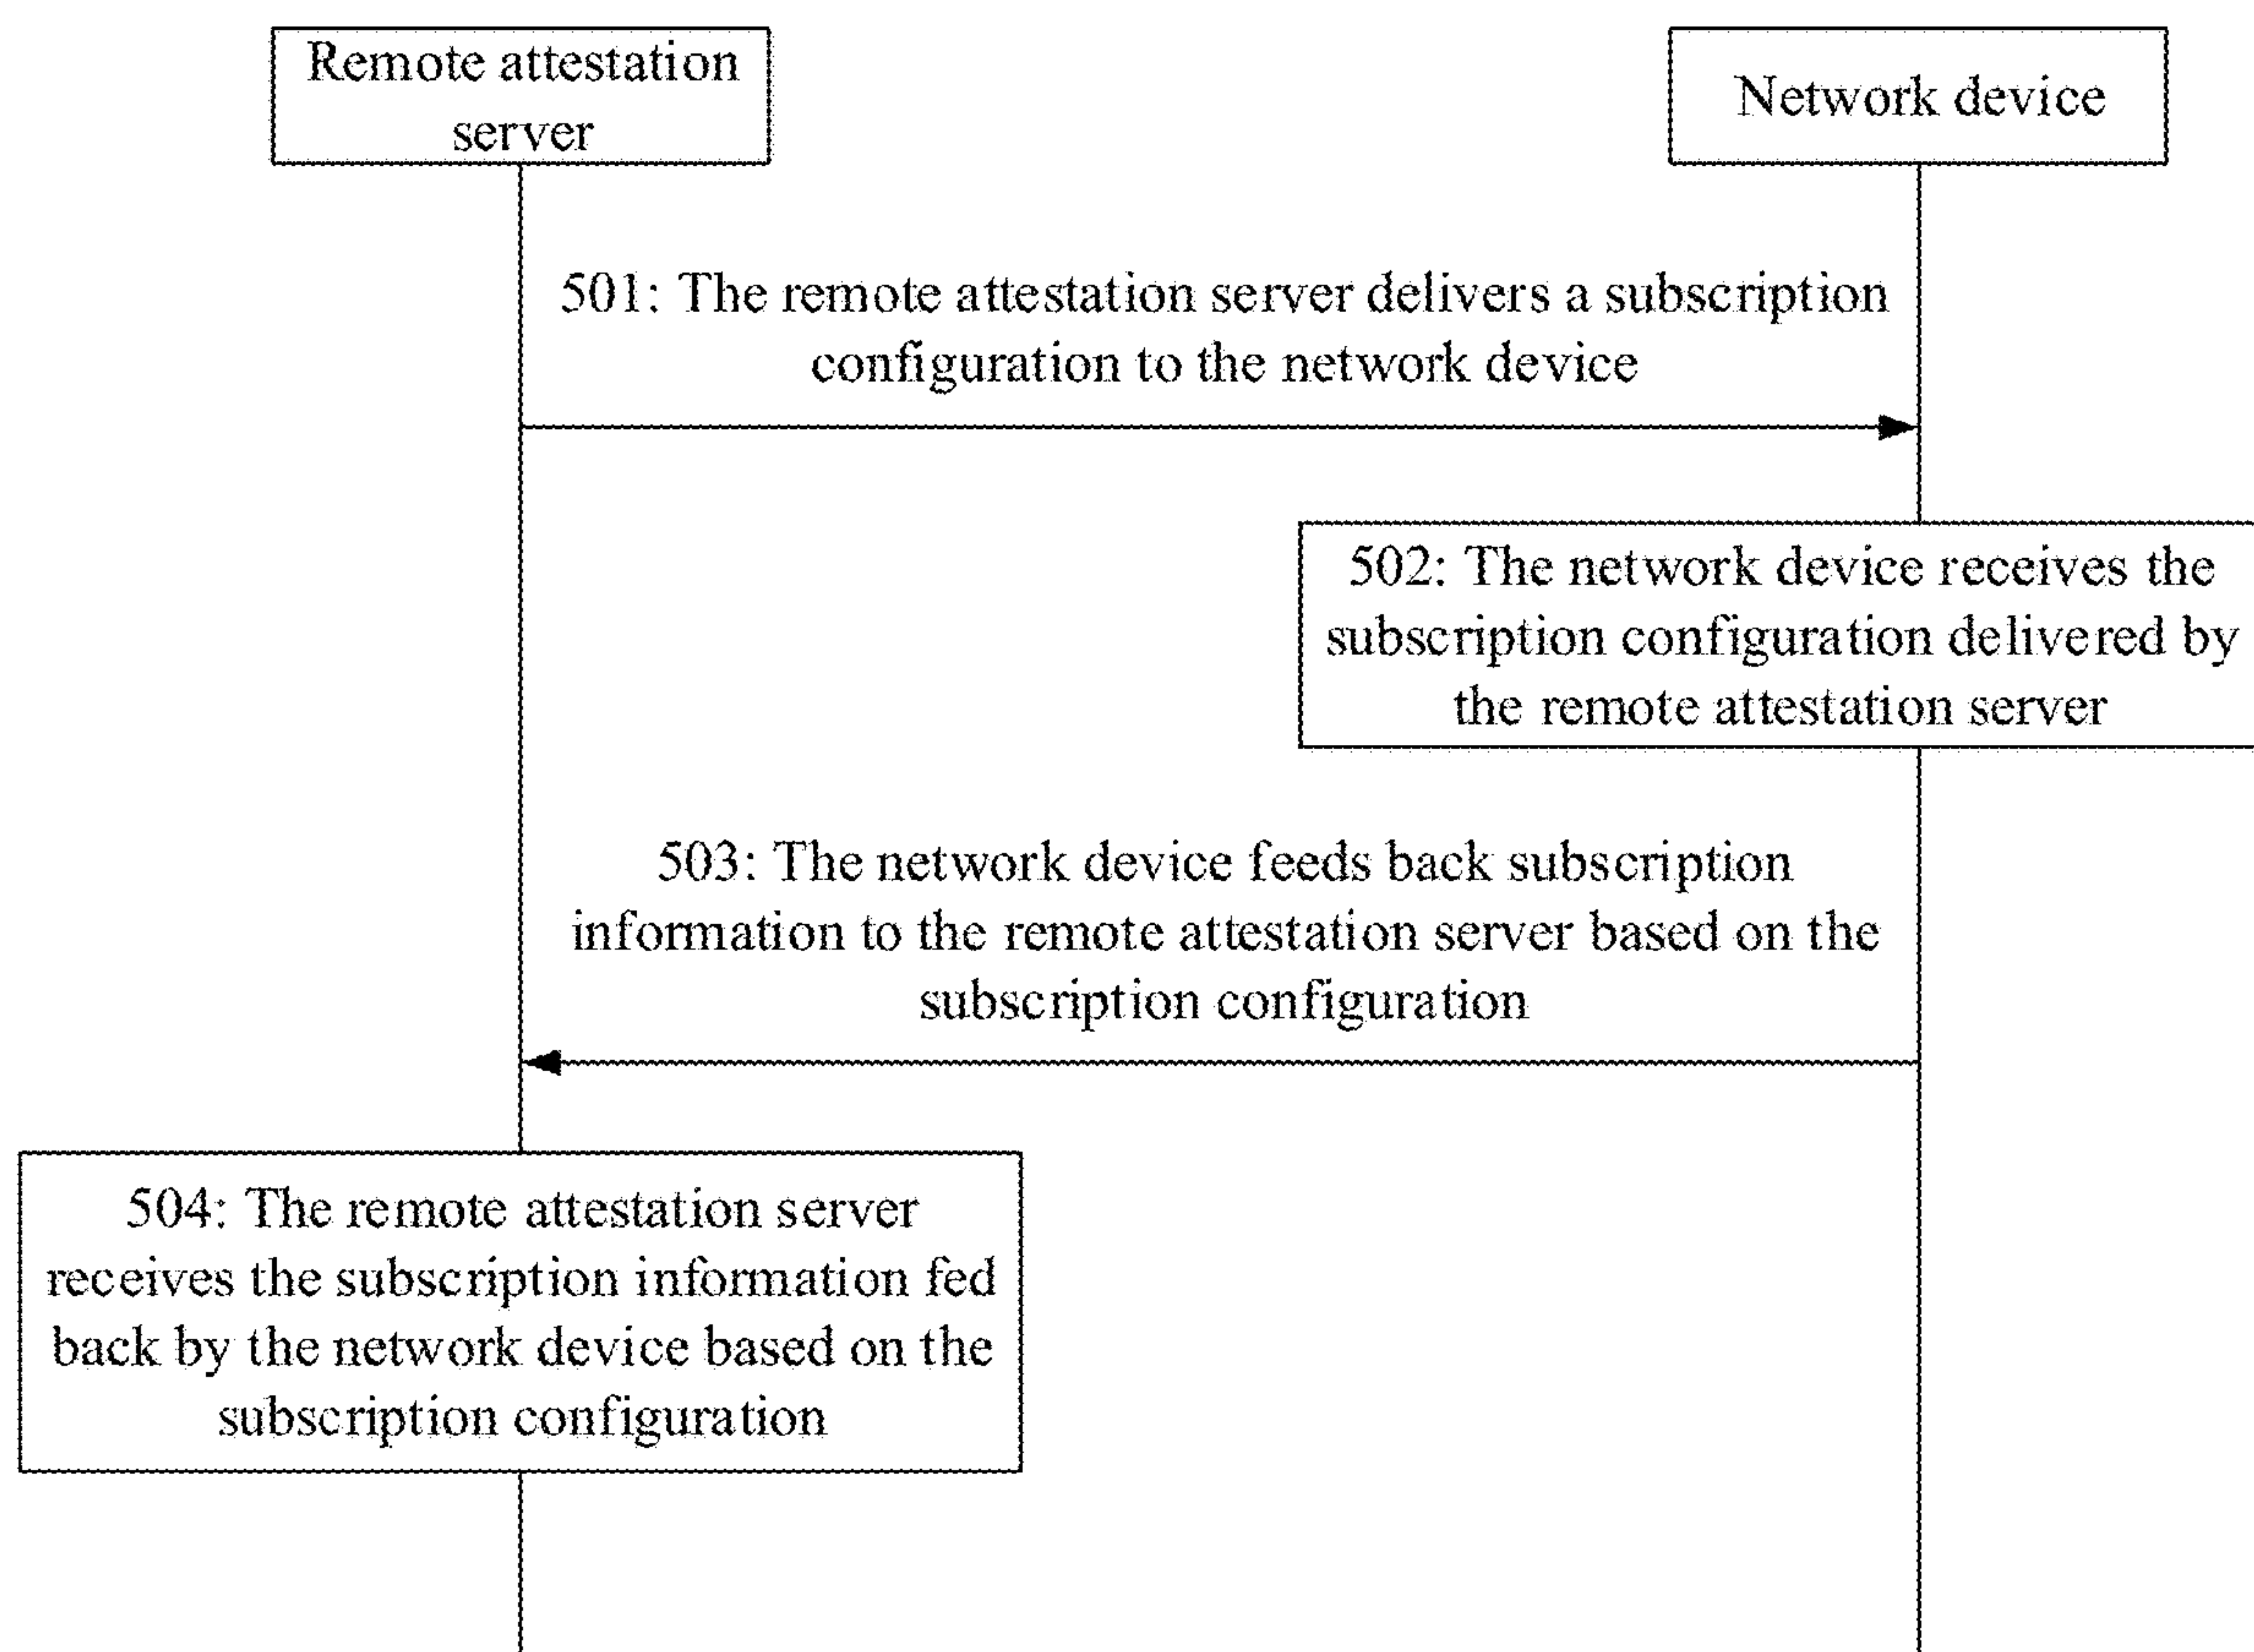 Remote attestation
server
Network device
501: The remote attestation server delivers a subscription
configuration to the network device
502: The network device receives the
subscription configuration delivered by
the remote attestation server
503: The network device feeds back subscription
information to the remote attestation server based on the
subscription configuration
504: The remote attestation server
receives the subscription information fed
back by the network device based on the
subscription configuration